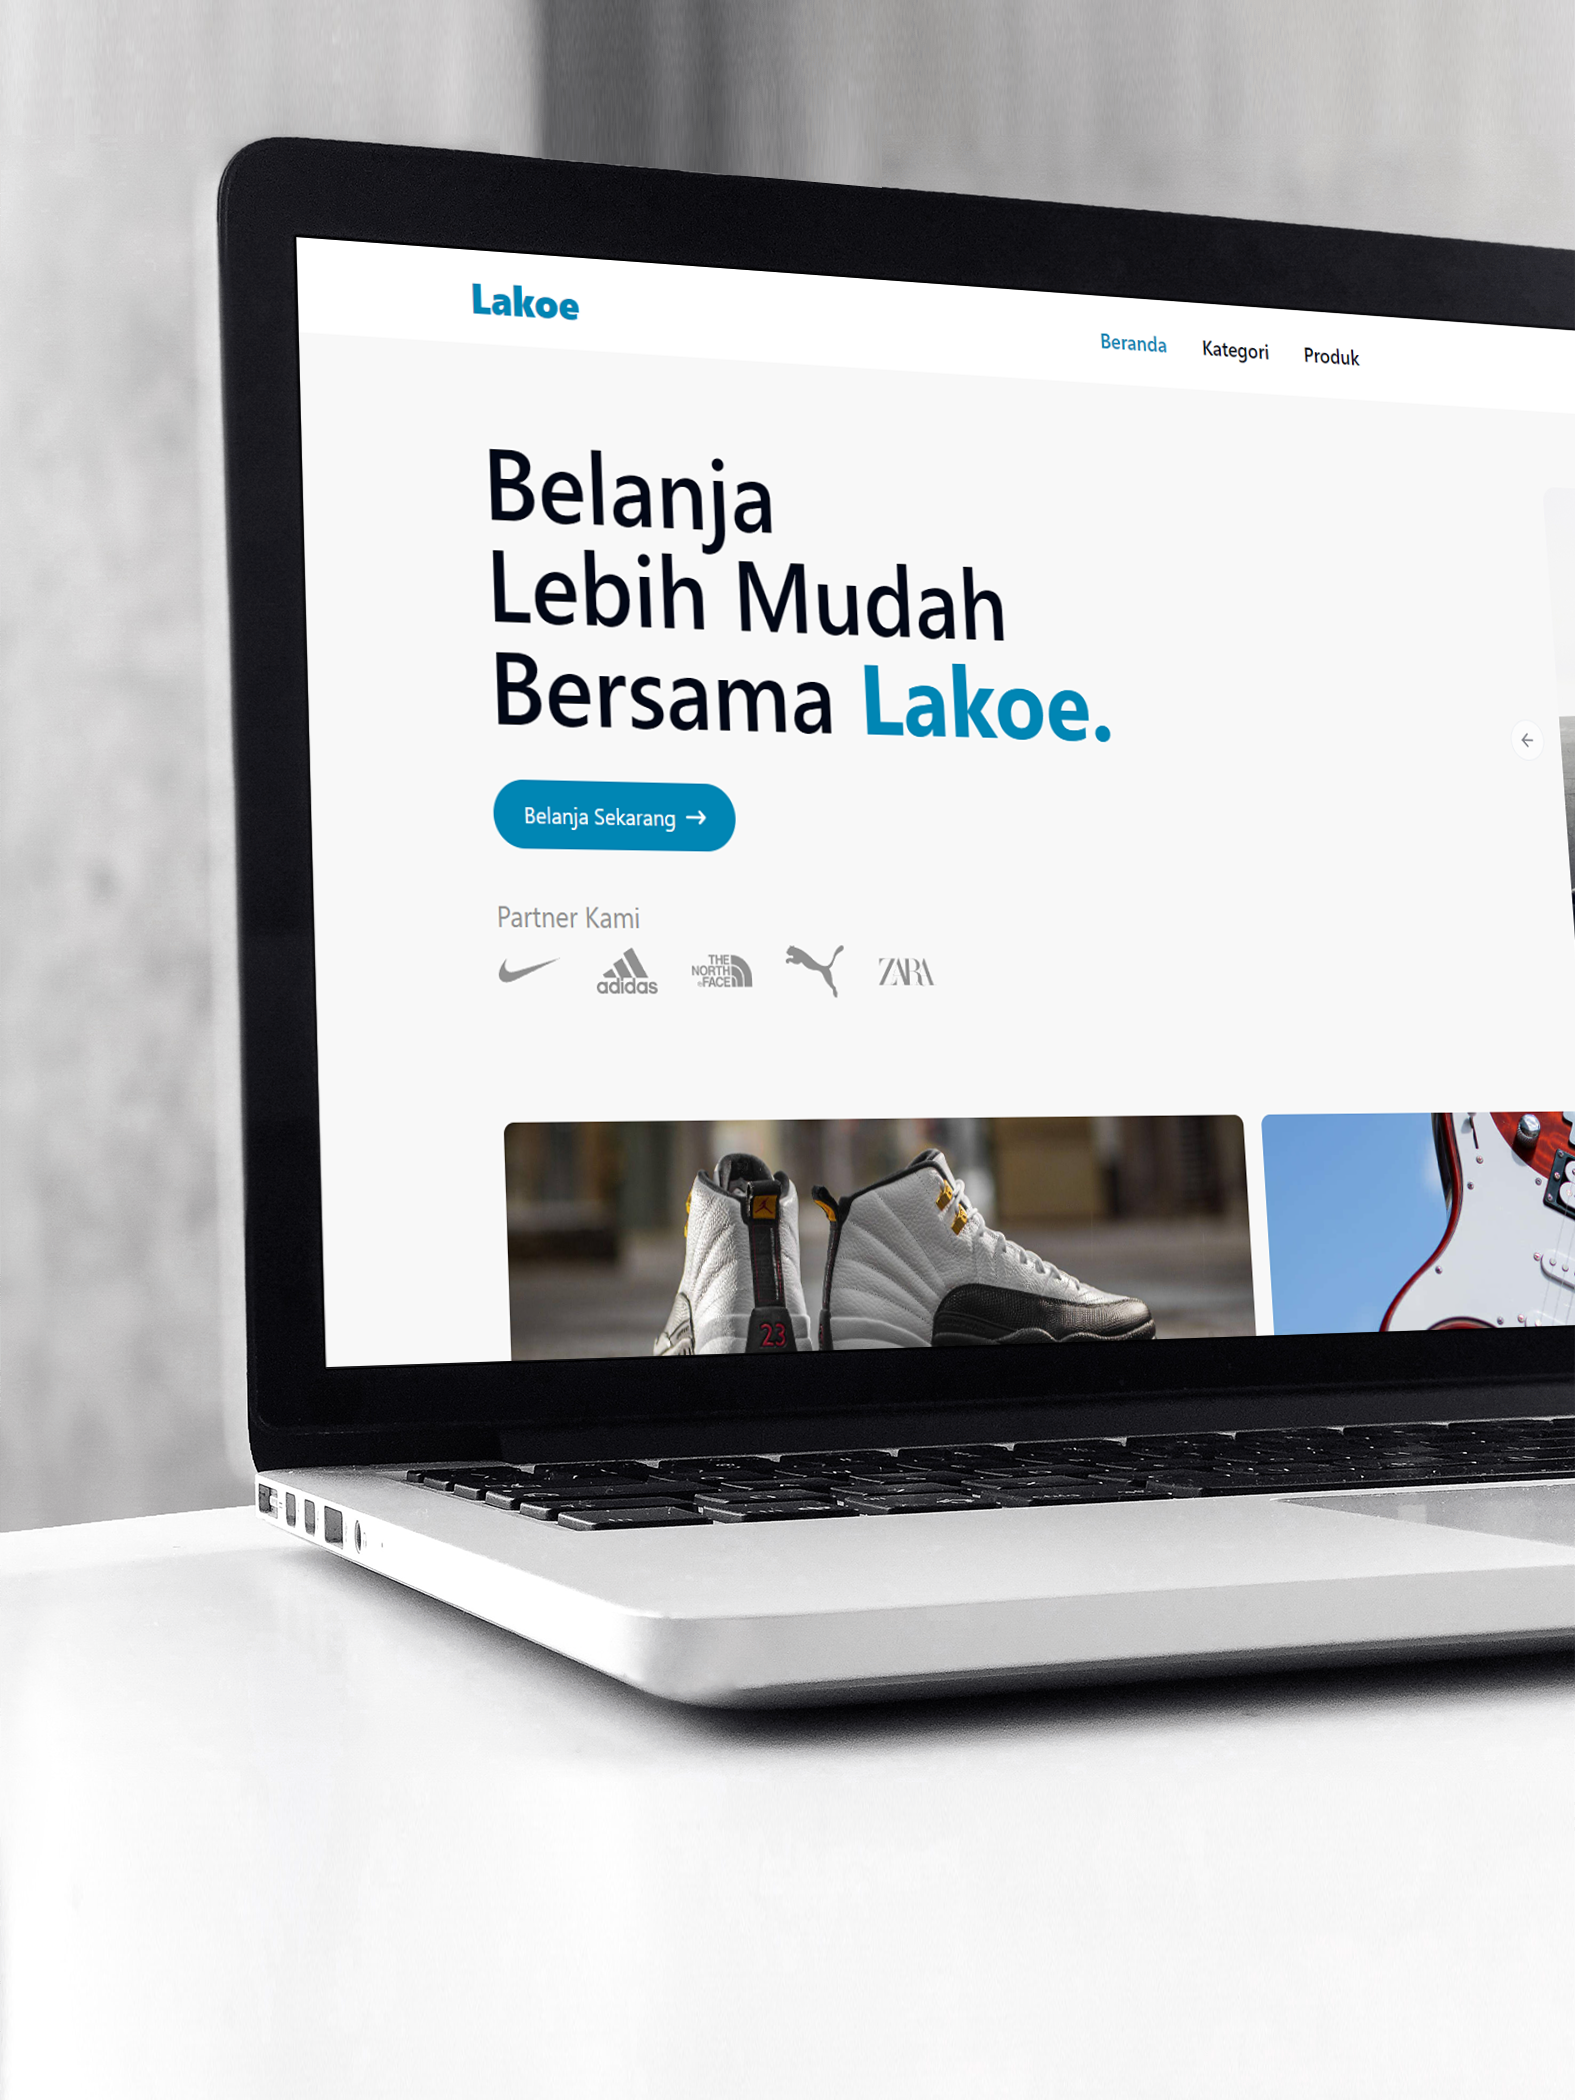 Lakoe
Beranda Kategori Produk
Belanja
Lebih Mudah
Bersama Lakoe.
Belanja Sekarang
Partner Kami
adidas
THE
NORTH
FACE
ZARA
23